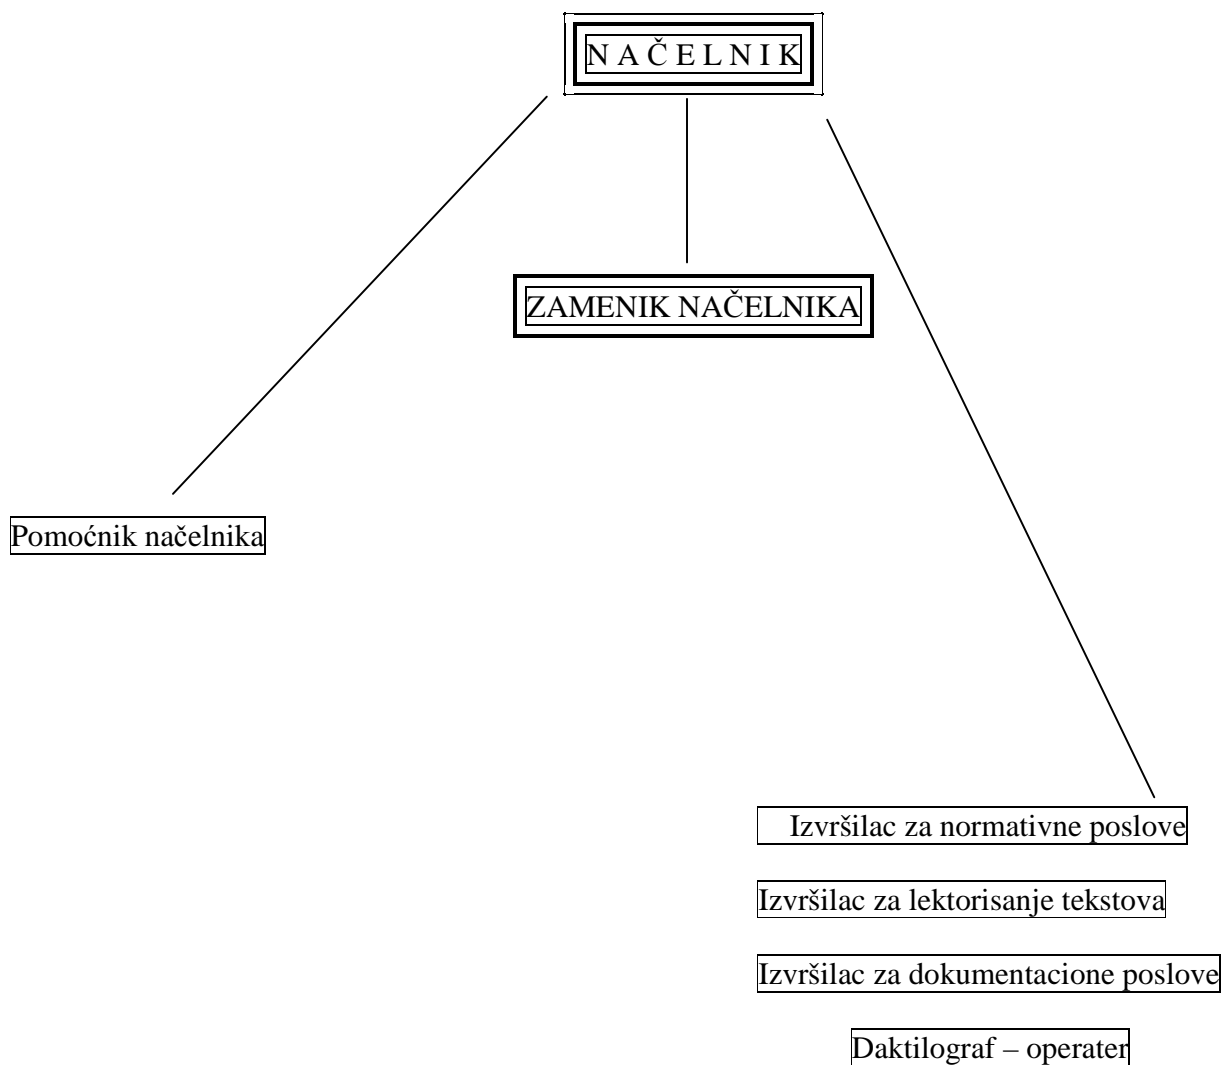 N A Č E L N I K
ZAMENIK NAČELNIKA
Pomoćnik načelnika
Izvršilac za normativne poslove
Izvršilac za lektorisanje tekstova
Izvršilac za dokumentacione poslove
Daktilograf – operater